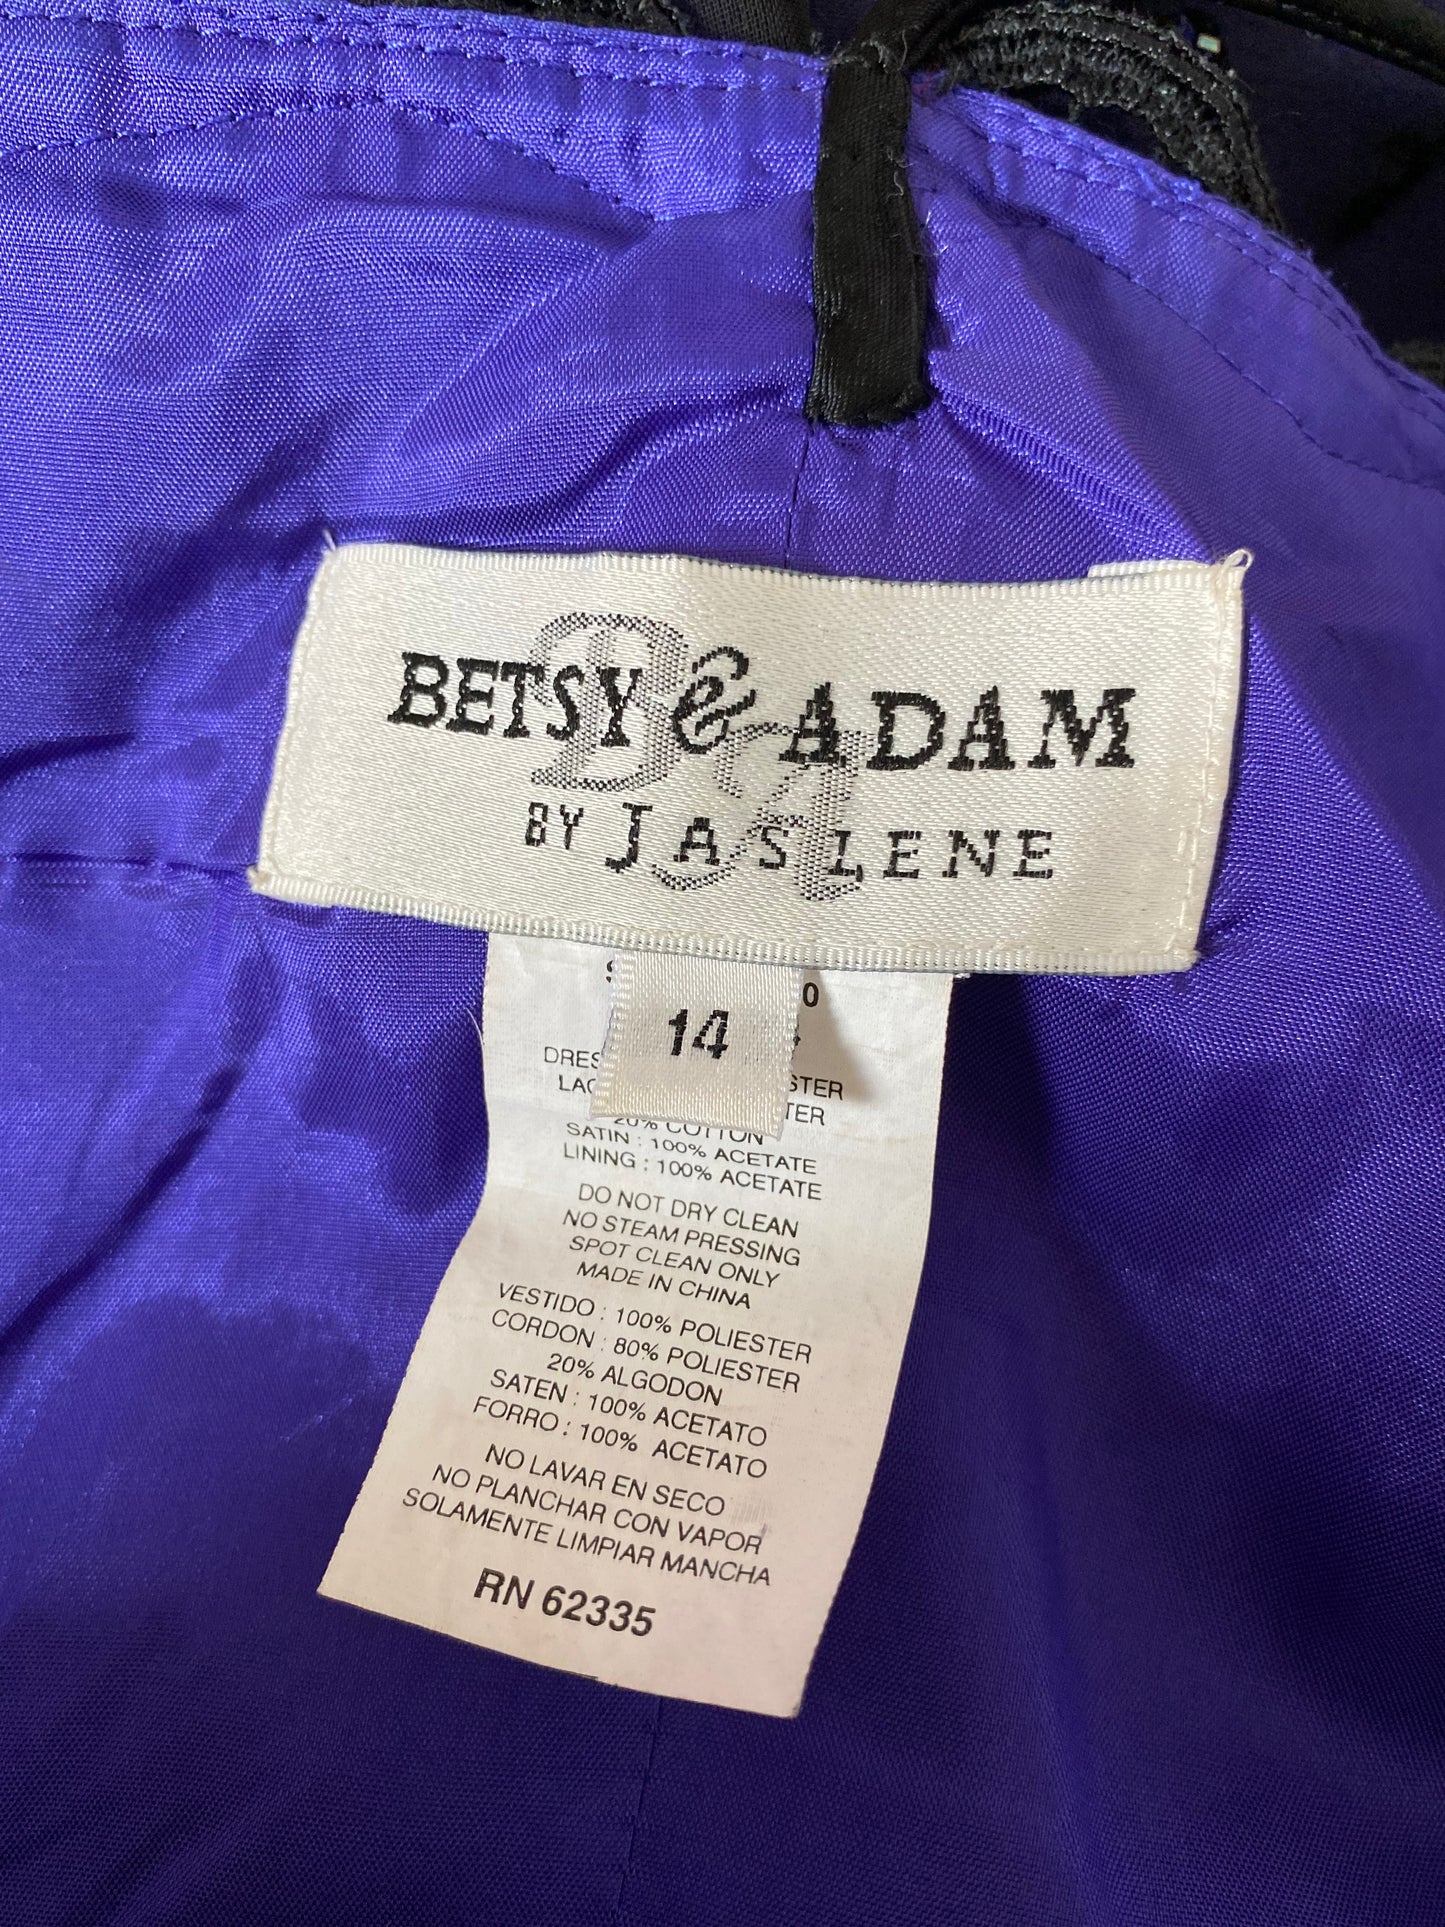 BETSY & ADAM
BY JASLENE
14
20% COTTON
SATIN : 100% ACETATE
LINING : 100% ACETATE
DO NOT DRY CLEAN
NO STEAM PRESSING
SPOT CLEAN ONLY
MADE IN CHINA
VESTIDO : 100% POLIESTER
CORDON : 80% POLIESTER
20% ALGODON
SATEN : 100% ACETATO
FORRO : 100% ACETATO
NO LAVAR EN SECO
NO PLANCHAR CON VAPOR
SOLAMENTE LIMPIAR MANCHA
RN 62335